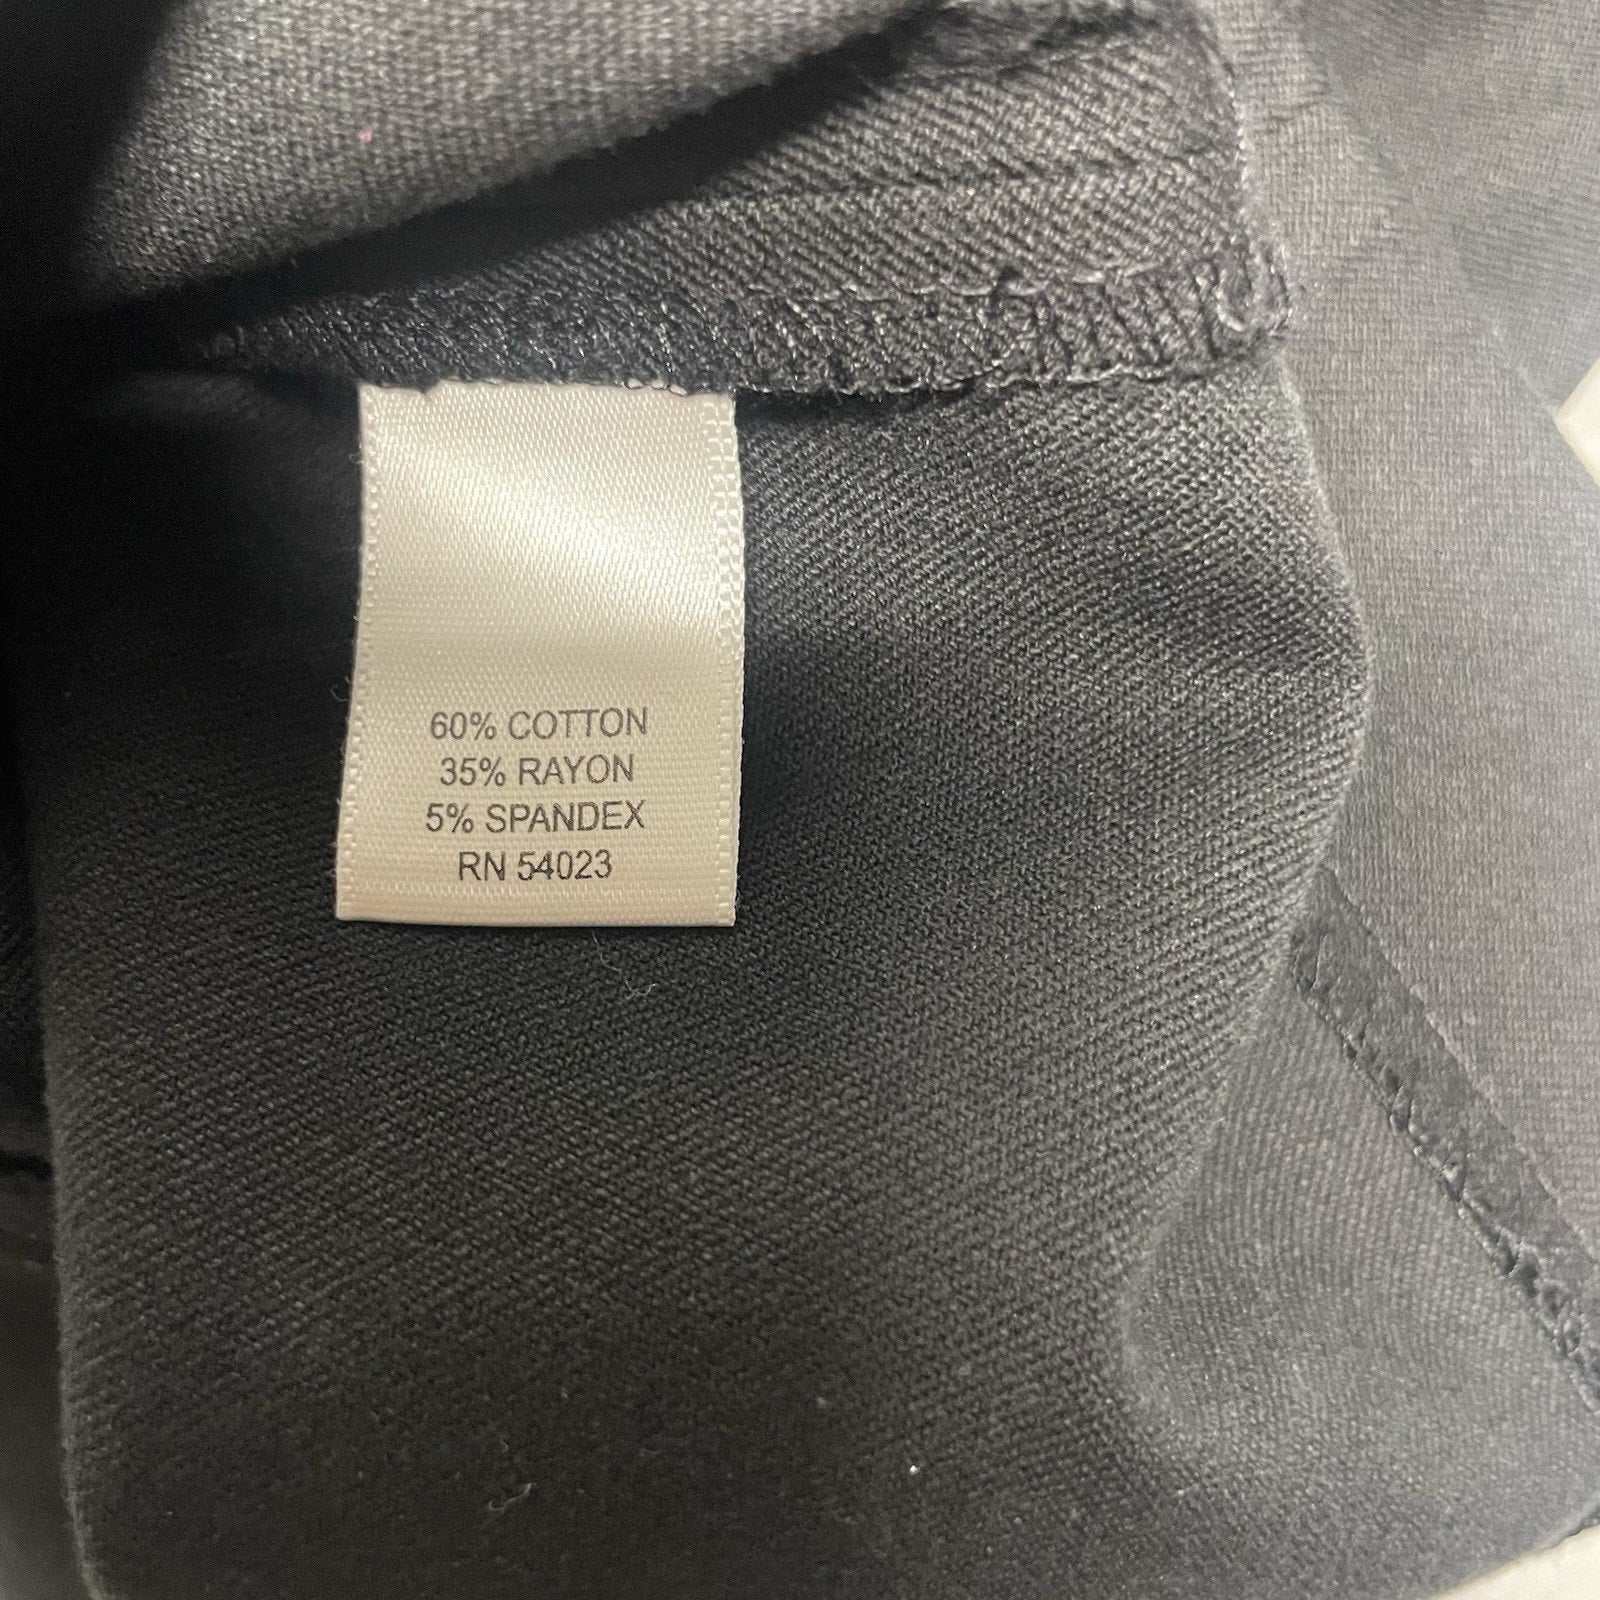 60% COTTON
35% RAYON
5% SPANDEX
RN 54023